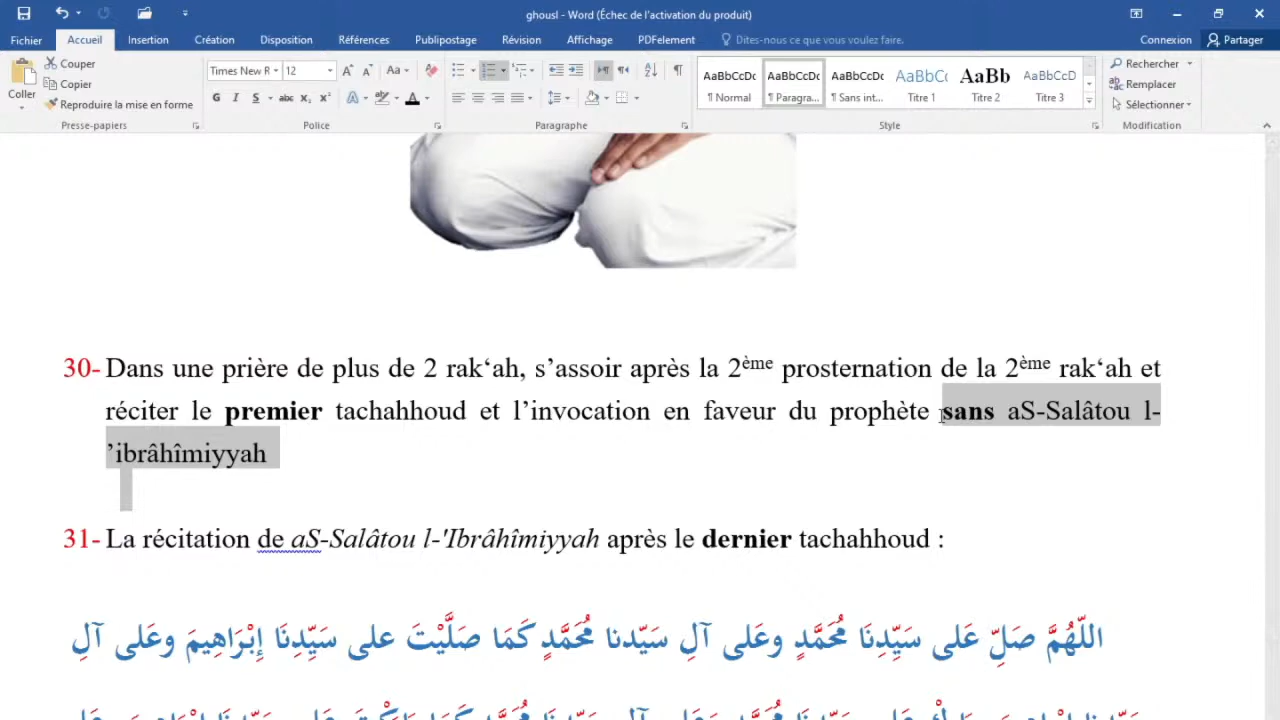 ghousl - Word (Échec de l'activation du produit)
Fichier Accueil Insertion Création Disposition Références Publipostage Révision Affichage PDFelement Dites-nous ce que vous voulez faire. Connexion Partager
Coller
Couper
Copier
Reproduire la mise en forme
Presse-papiers
Times New R 12
Aa
G I S abc x₂ x²
Police
Paragraphe
AaBbCcDc AaBbCcDc AaBbCcDc AaBbCc AaBb AaBbCcD
¶ Normal ¶ Paragra... ¶ Sans int... Titre 1 Titre 2 Titre 3
Style
Rechercher
Remplacer
Sélectionner
Modification
30- Dans une prière de plus de 2 rak‘ah, s’assoir après la 2ème prosternation de la 2ème rak‘ah et
réciter le premier tachahhoud et l’invocation en faveur du prophète sans aS-Salâtou l-
’ibrâhîmiyyah
31- La récitation de aS-Salâtou l-'Ibrâhîmiyyah après le dernier tachahhoud :
اللّهُمَّ صَلِّ عَلى سَيِّدِنَا مُحَمَّدٍ وعَلى آلِ سَيّدنا مُحَمَّدٍ كَمَا صَلَّيْتَ على سَيِّدِنَا إِبْرَاهِيمَ وعَلى آلِ